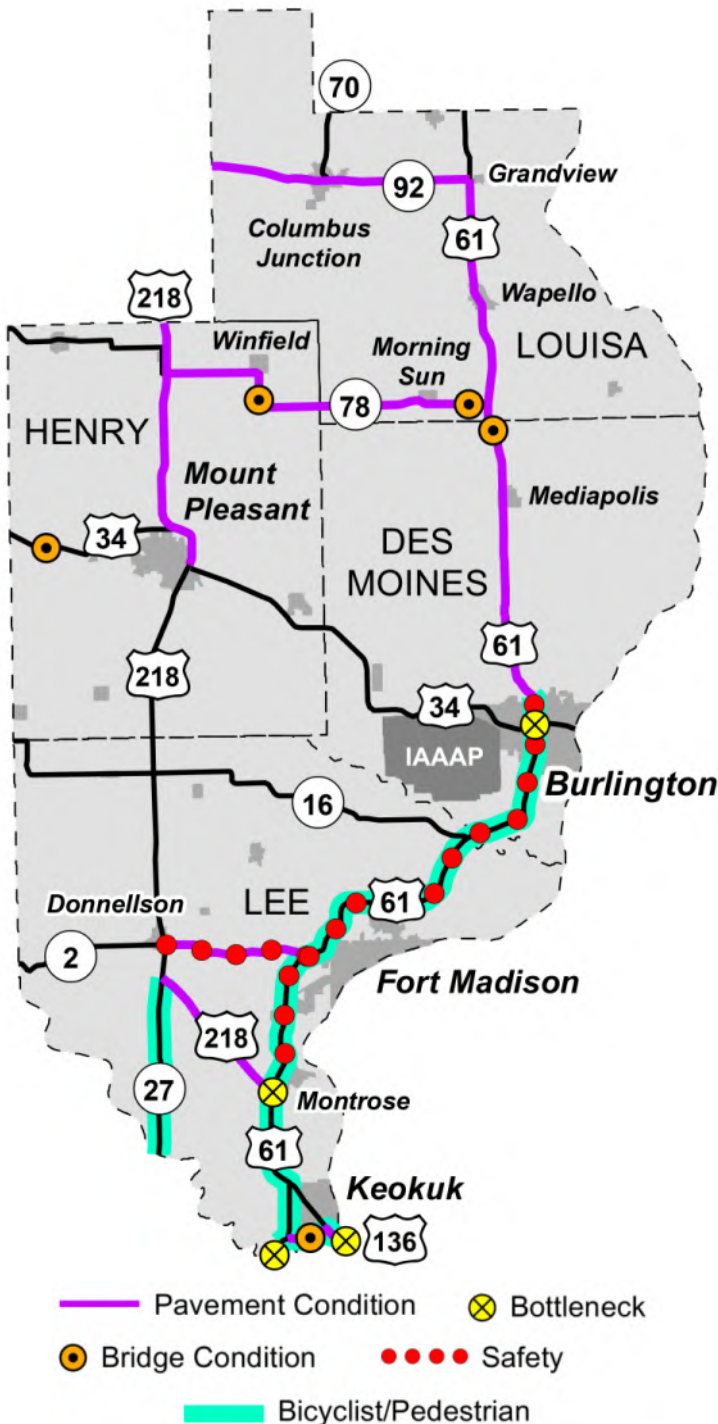 70
Grandview
92
Columbus
Junction
61
218
Wapello
Winfield
Morning
Sun
LOUISA
78
HENRY
Mount
Pleasant
Mediapolis
34
DES
MOINES
61
218
34
IAAAP
Burlington
16
Donnellson
LEE
61
2
Fort Madison
218
27
Montrose
61
Keokuk
136
Pavement Condition
Bottleneck
Bridge Condition
Safety
Bicyclist/Pedestrian